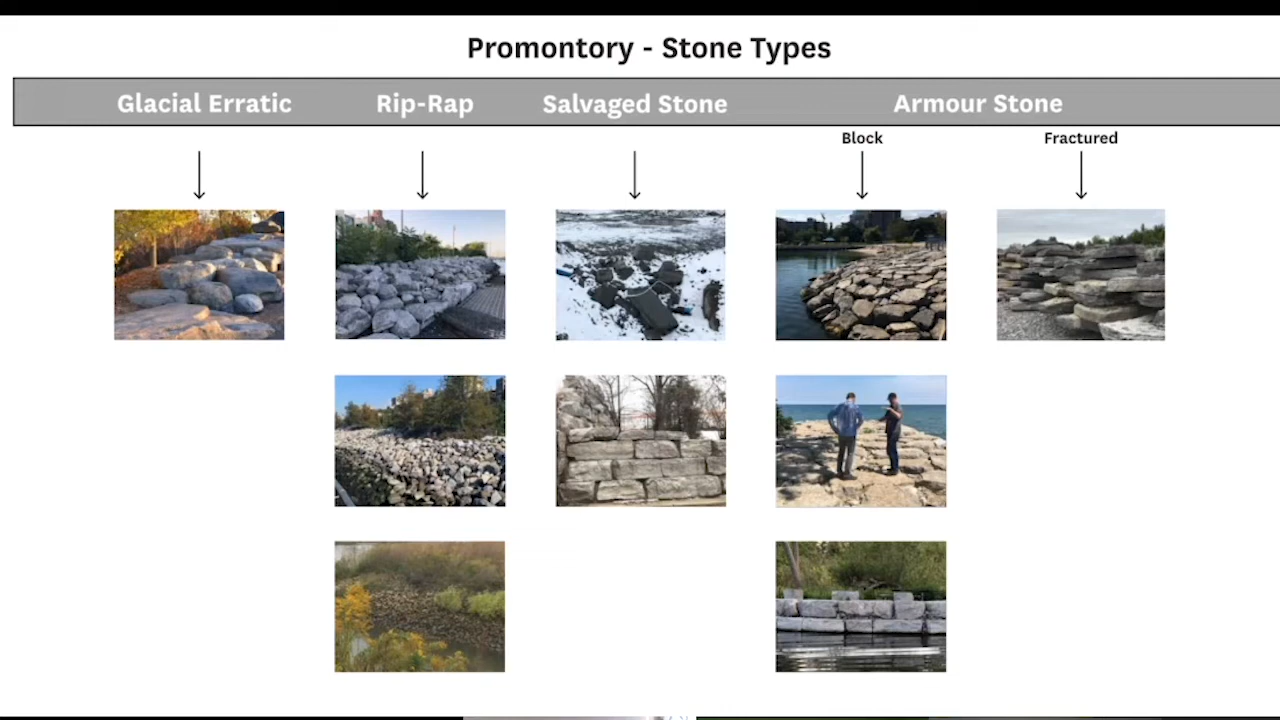 Promontory - Stone Types
Glacial Erratic Rip-Rap Salvaged Stone Armour Stone
Block Fractured